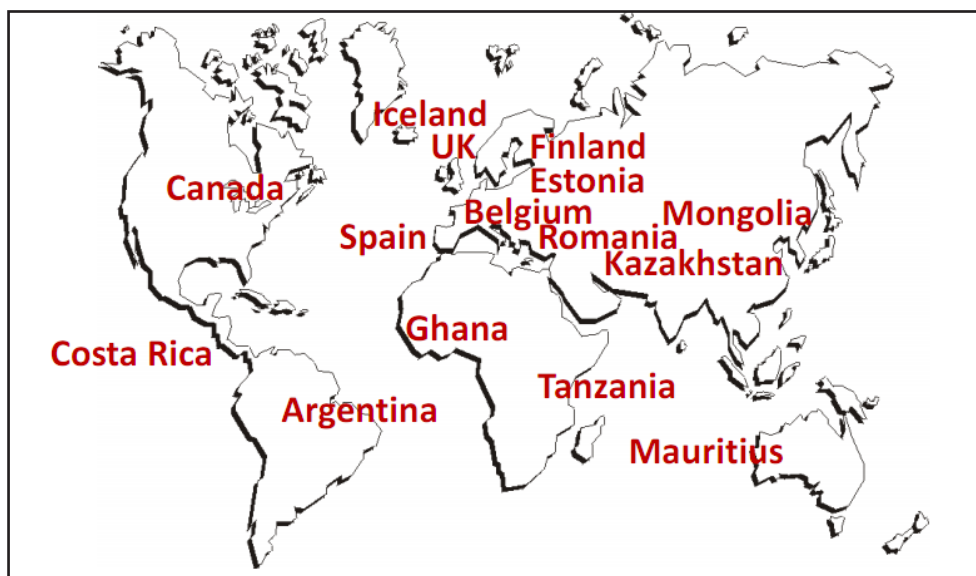 Iceland
UK
Finland
Canada
Estonia
Belgium
Mongolia
Spain
Romania
Kazakhstan
Ghana
Costa Rica
Tanzania
Argentina
Mauritius